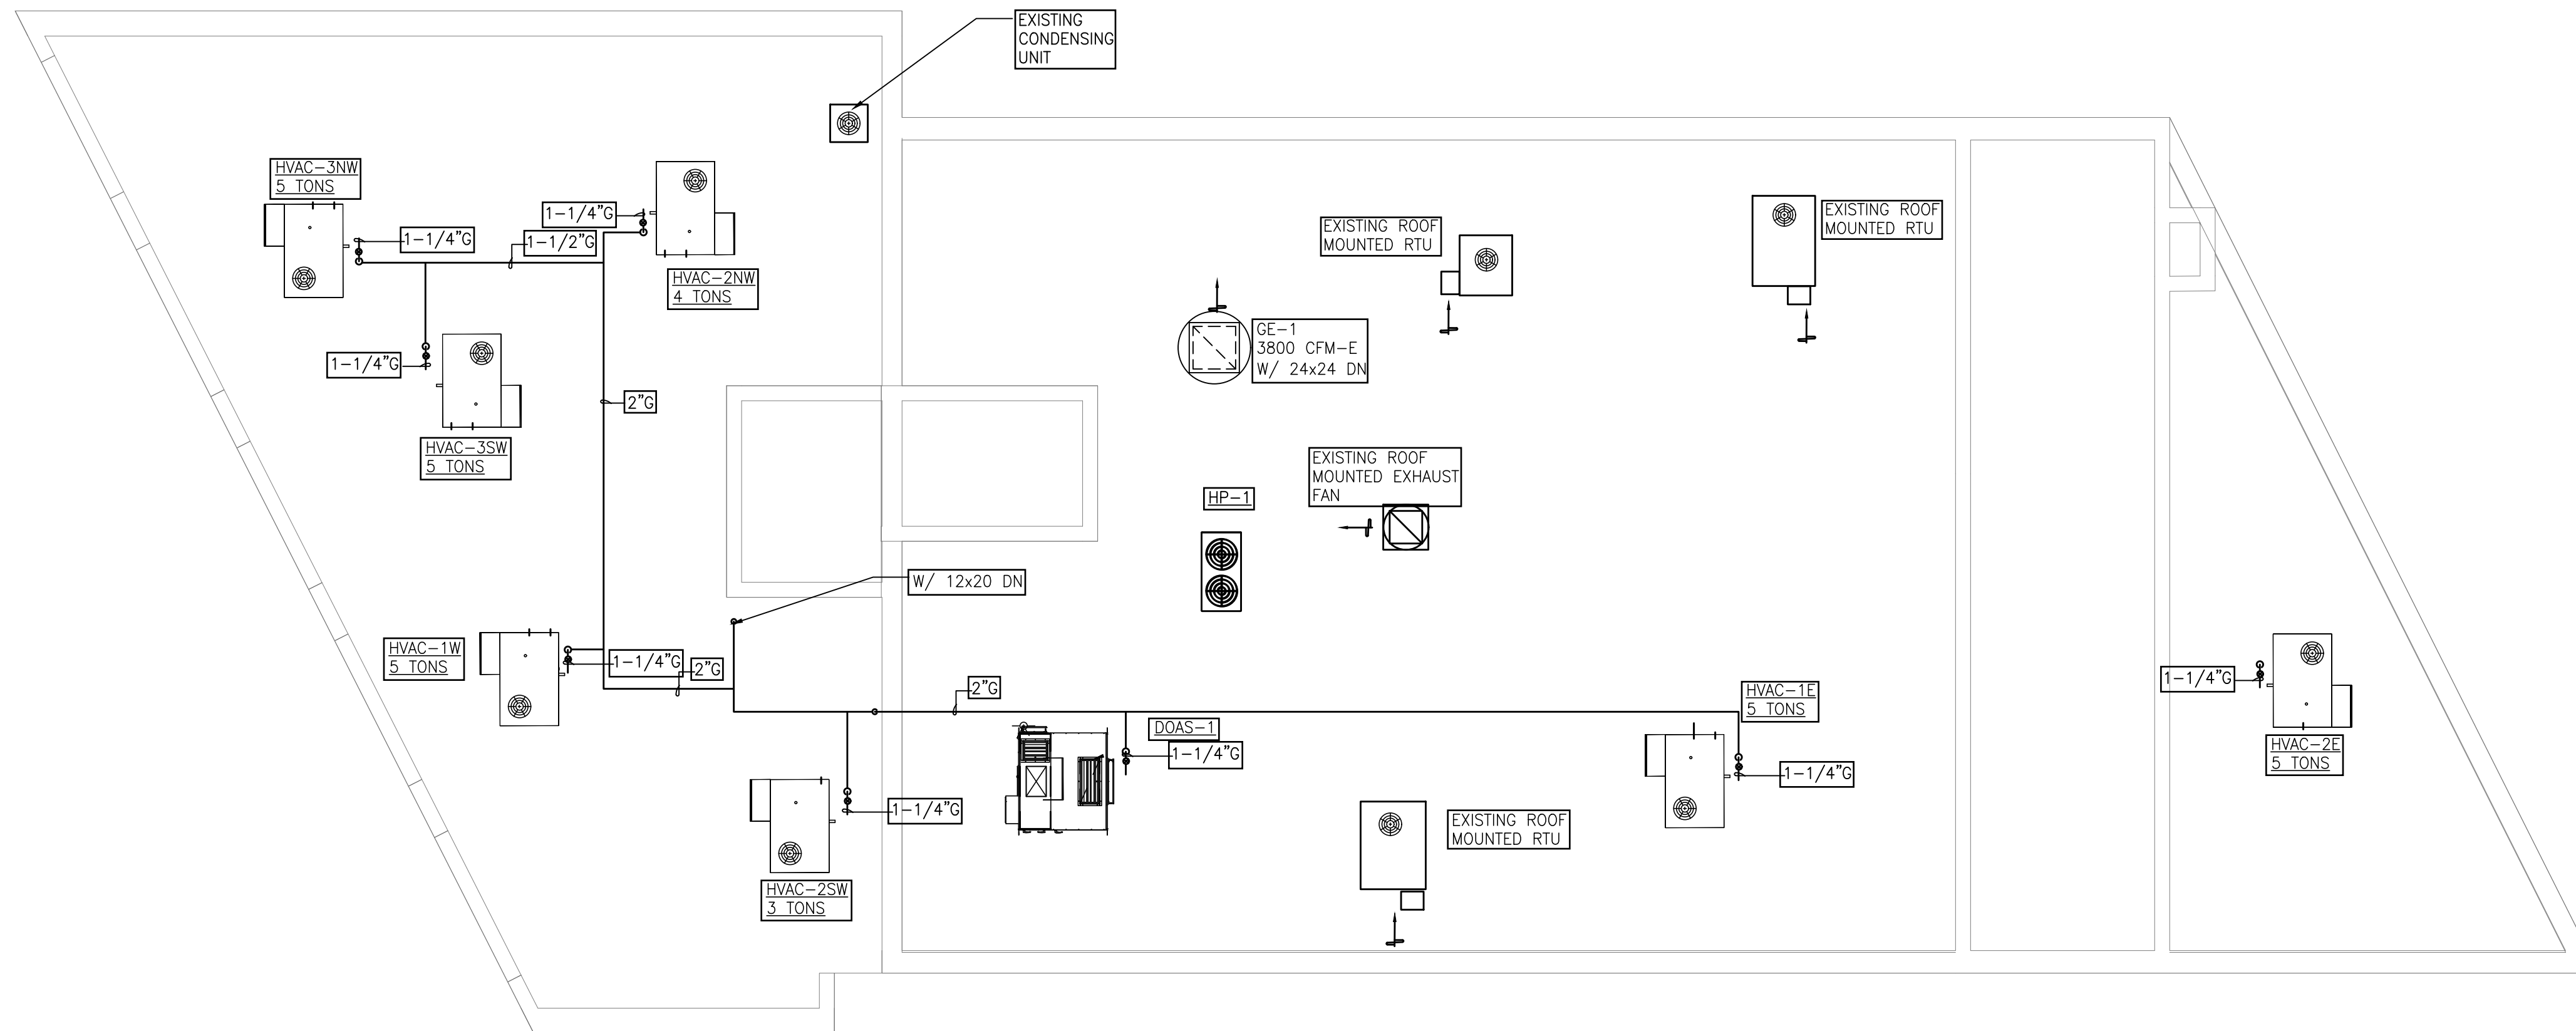 EXISTING
CONDENSING
UNIT
HVAC-3NW
5 TONS
1-1/4"G
1-1/4"G
1-1/2"G
HVAC-2NW
4 TONS
EXISTING ROOF
MOUNTED RTU
EXISTING ROOF
MOUNTED RTU
GE-1
3800 CFM-E
W/ 24x24 DN
1-1/4"G
2"G
HVAC-3SW
5 TONS
EXISTING ROOF
MOUNTED EXHAUST
FAN
HP-1
W/ 12x20 DN
HVAC-1W
5 TONS
1-1/4"G
2"G
2"G
HVAC-1E
5 TONS
1-1/4"G
DOAS-1
1-1/4"G
HVAC-2E
5 TONS
1-1/4"G
1-1/4"G
EXISTING ROOF
MOUNTED RTU
HVAC-2SW
3 TONS